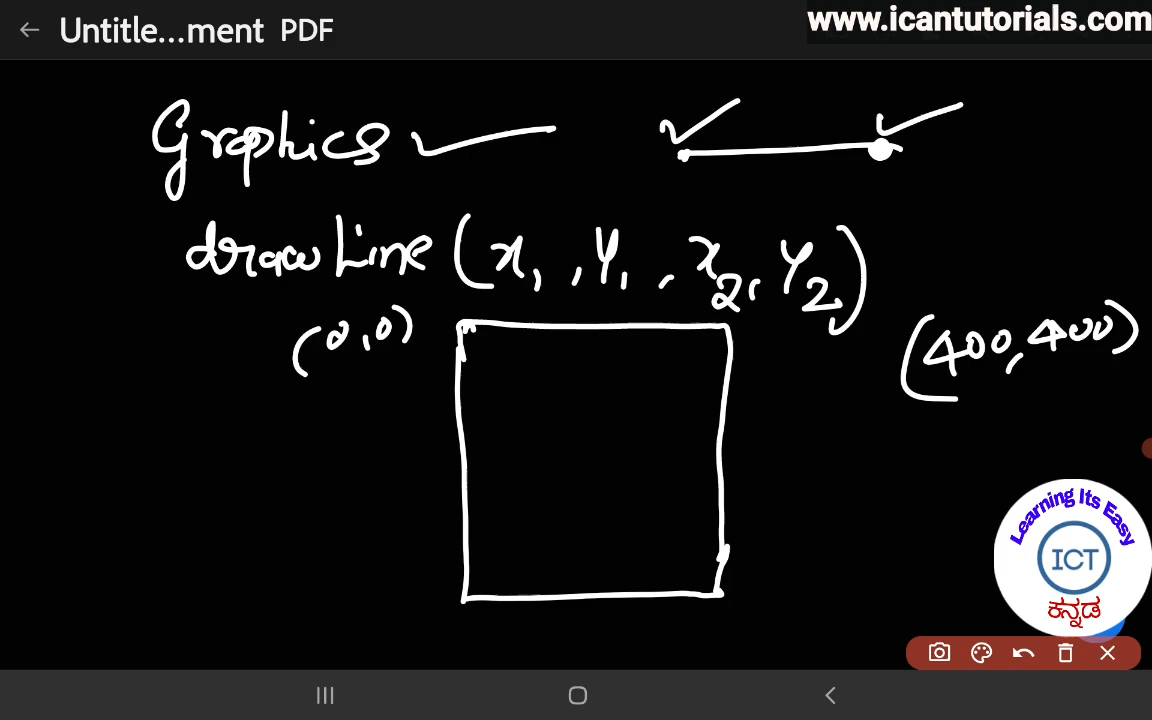 Untitle...ment PDF
www.icantutorials.com
Graphics
drawLine (x1, y1, x2, y2)
(0,0)
(400,400)
Learning Its Easy
ICT
ಕನ್ನಡ